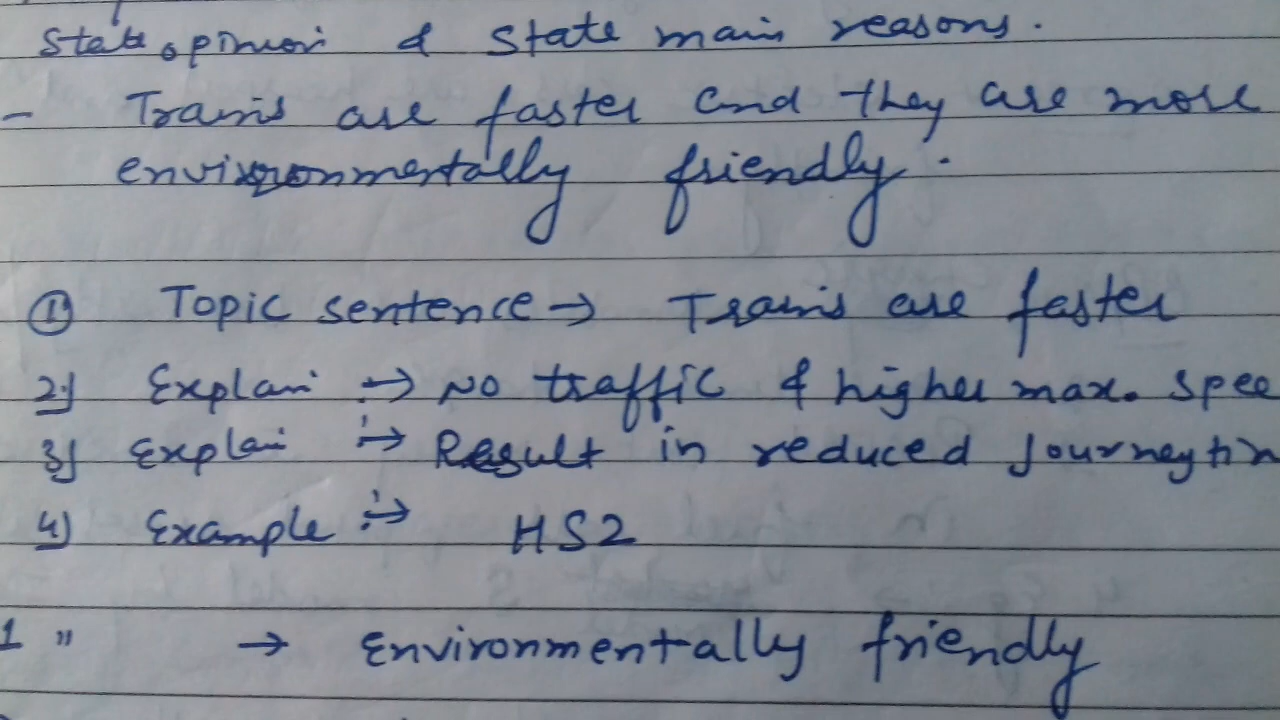 State opinion & State main reasons.
- Trains are faster and they are more
environmentally friendly.
① Topic sentence → Trains are faster
2) Explain :→ No traffic & higher max. spee
3) Explain :→ Result in reduced Journey tim
4) Example :→ HS2
1 " → Environmentally friendly